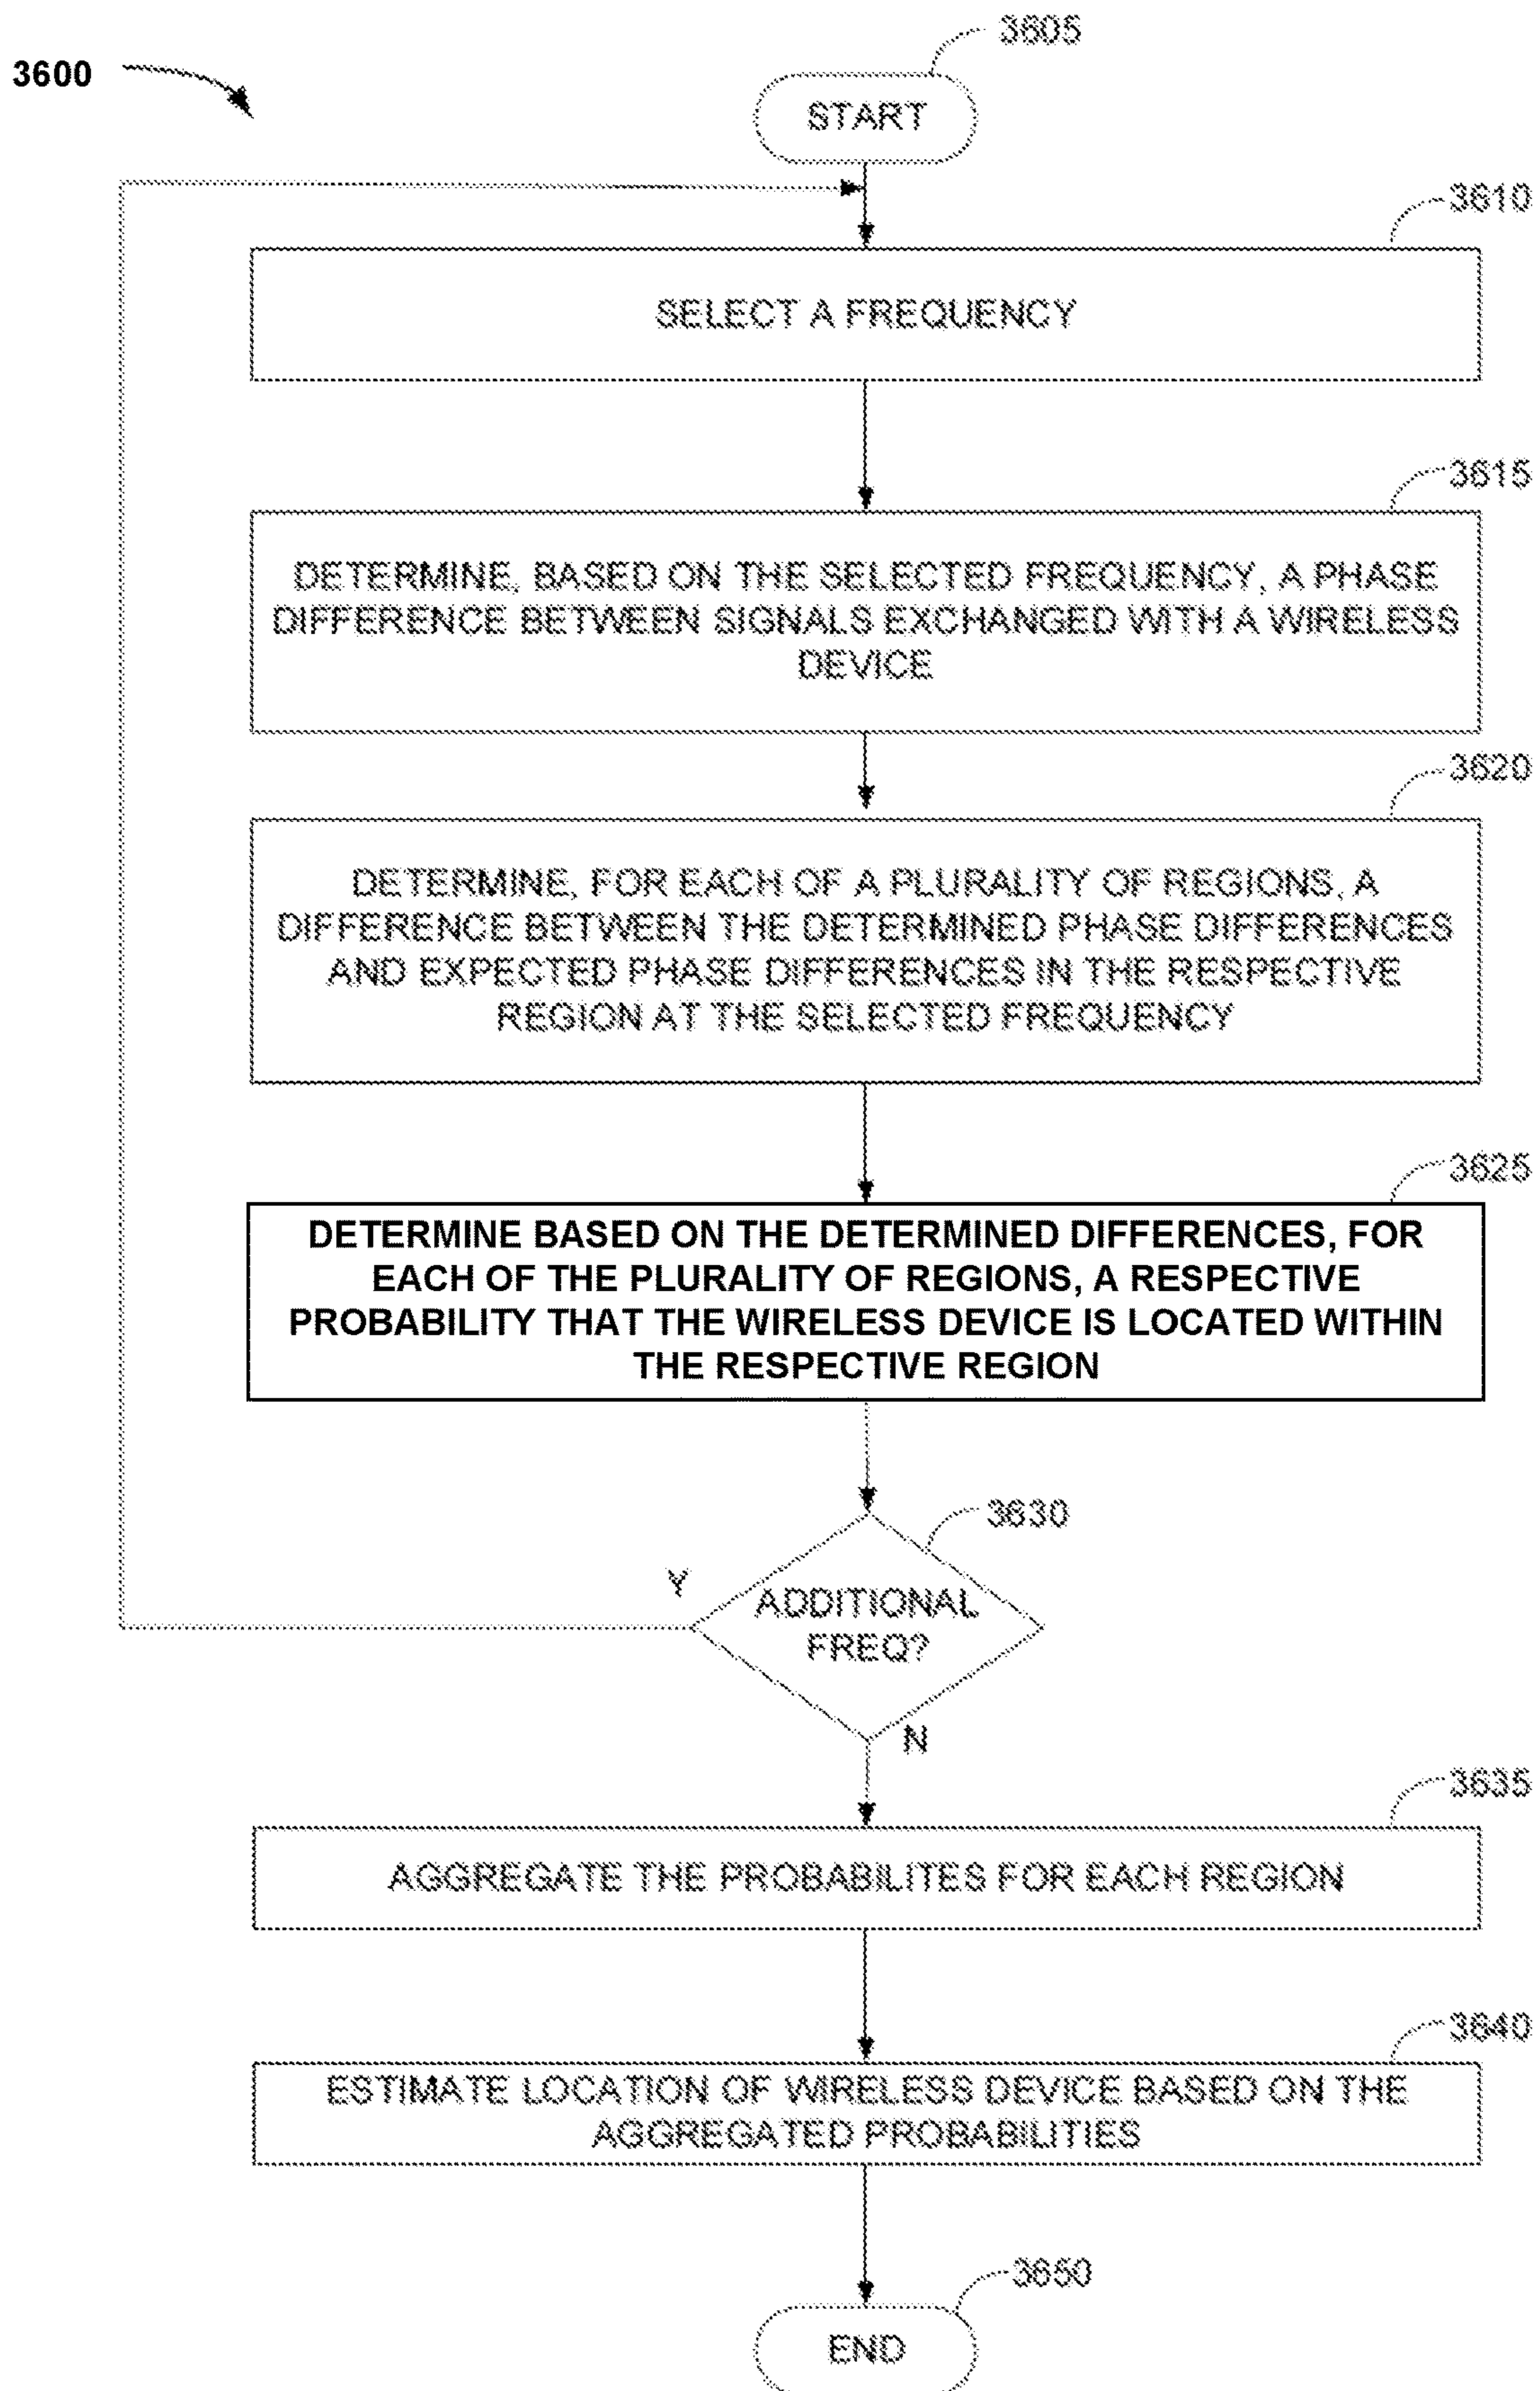 3600
3605
START
3610
SELECT A FREQUENCY
3615
DETERMINE, BASED ON THE SELECTED FREQUENCY, A PHASE
DIFFERENCE BETWEEN SIGNALS EXCHANGED WITH A WIRELESS
DEVICE
3620
DETERMINE, FOR EACH OF A PLURALITY OF REGIONS, A
DIFFERENCE BETWEEN THE DETERMINED PHASE DIFFERENCES
AND EXPECTED PHASE DIFFERENCES IN THE RESPECTIVE
REGION AT THE SELECTED FREQUENCY
3625
DETERMINE BASED ON THE DETERMINED DIFFERENCES, FOR
EACH OF THE PLURALITY OF REGIONS, A RESPECTIVE
PROBABILITY THAT THE WIRELESS DEVICE IS LOCATED WITHIN
THE RESPECTIVE REGION
3630
Y
ADDITIONAL
FREQ?
N
3635
AGGREGATE THE PROBABILITES FOR EACH REGION
3640
ESTIMATE LOCATION OF WIRELESS DEVICE BASED ON THE
AGGREGATED PROBABILITIES
3650
END